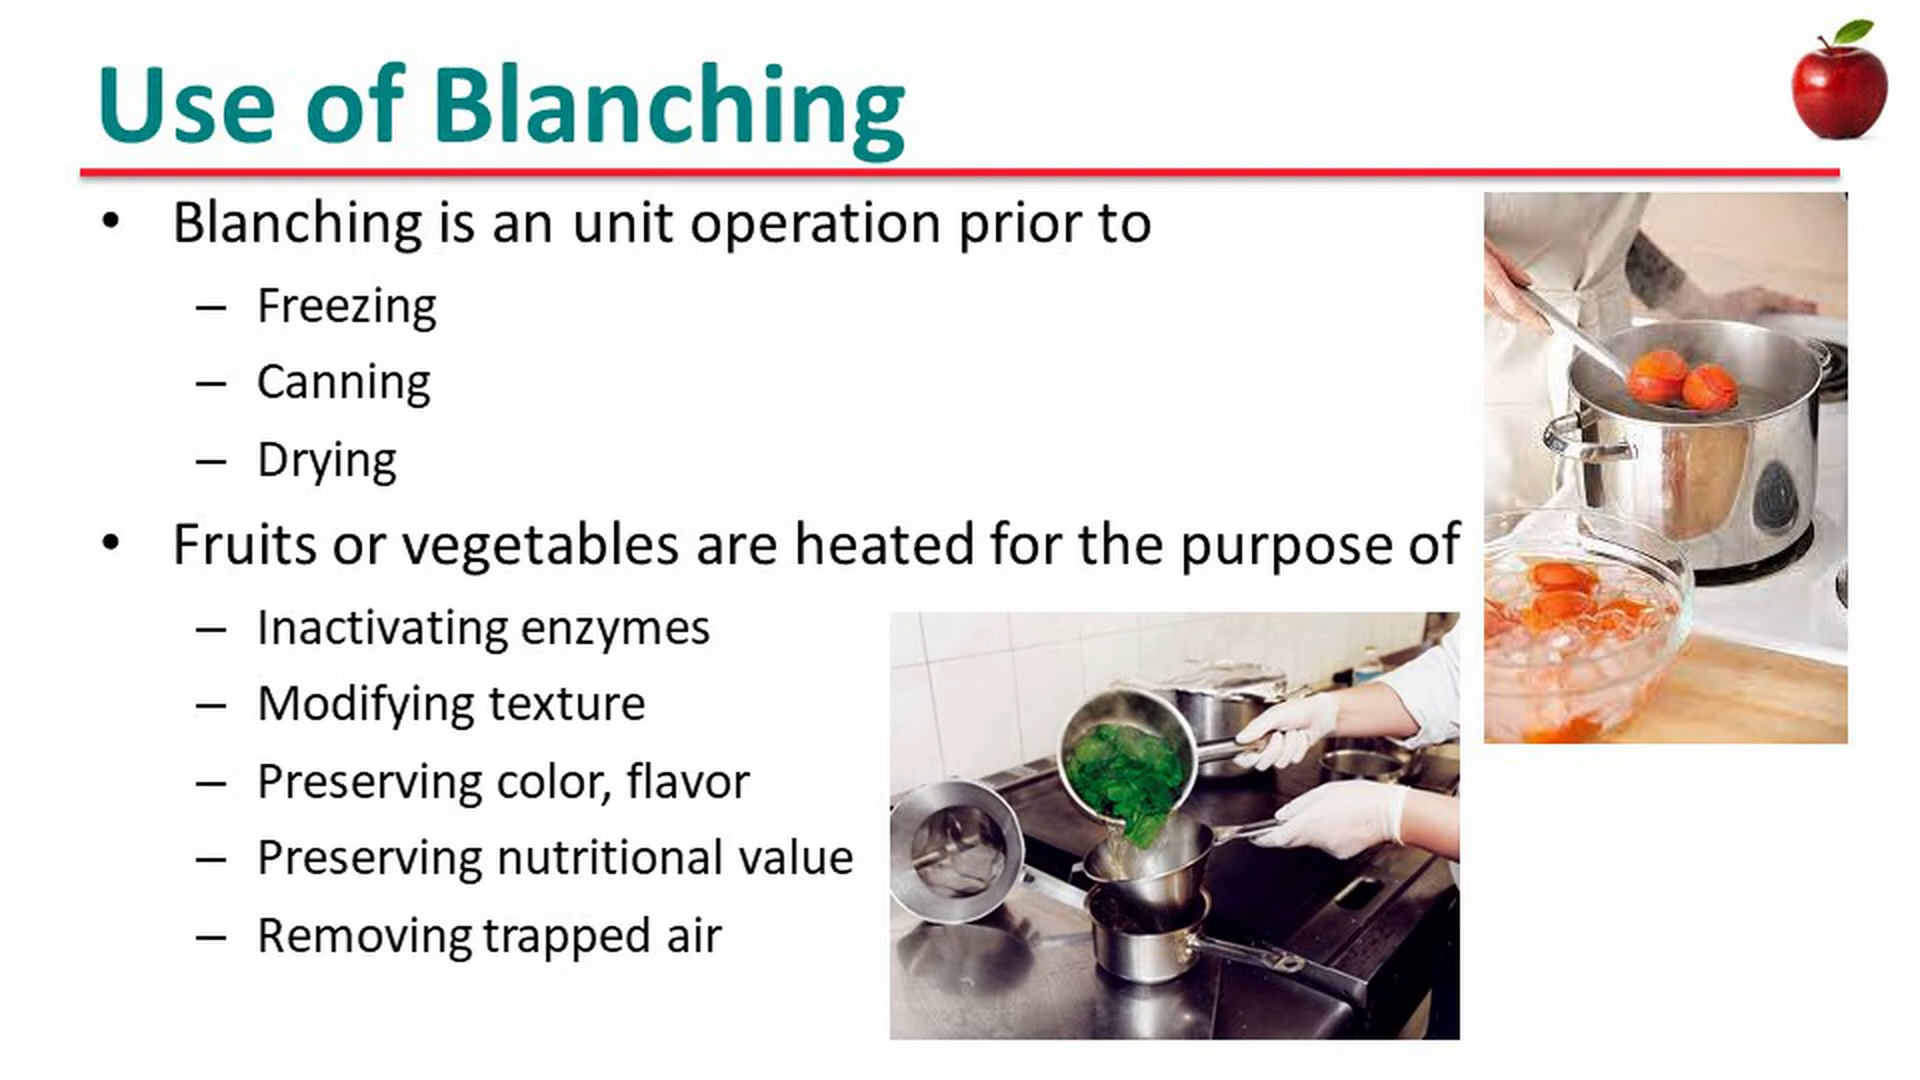 Use of Blanching
• Blanching is an unit operation prior to
– Freezing
– Canning
– Drying
• Fruits or vegetables are heated for the purpose of
– Inactivating enzymes
– Modifying texture
– Preserving color, flavor
– Preserving nutritional value
– Removing trapped air